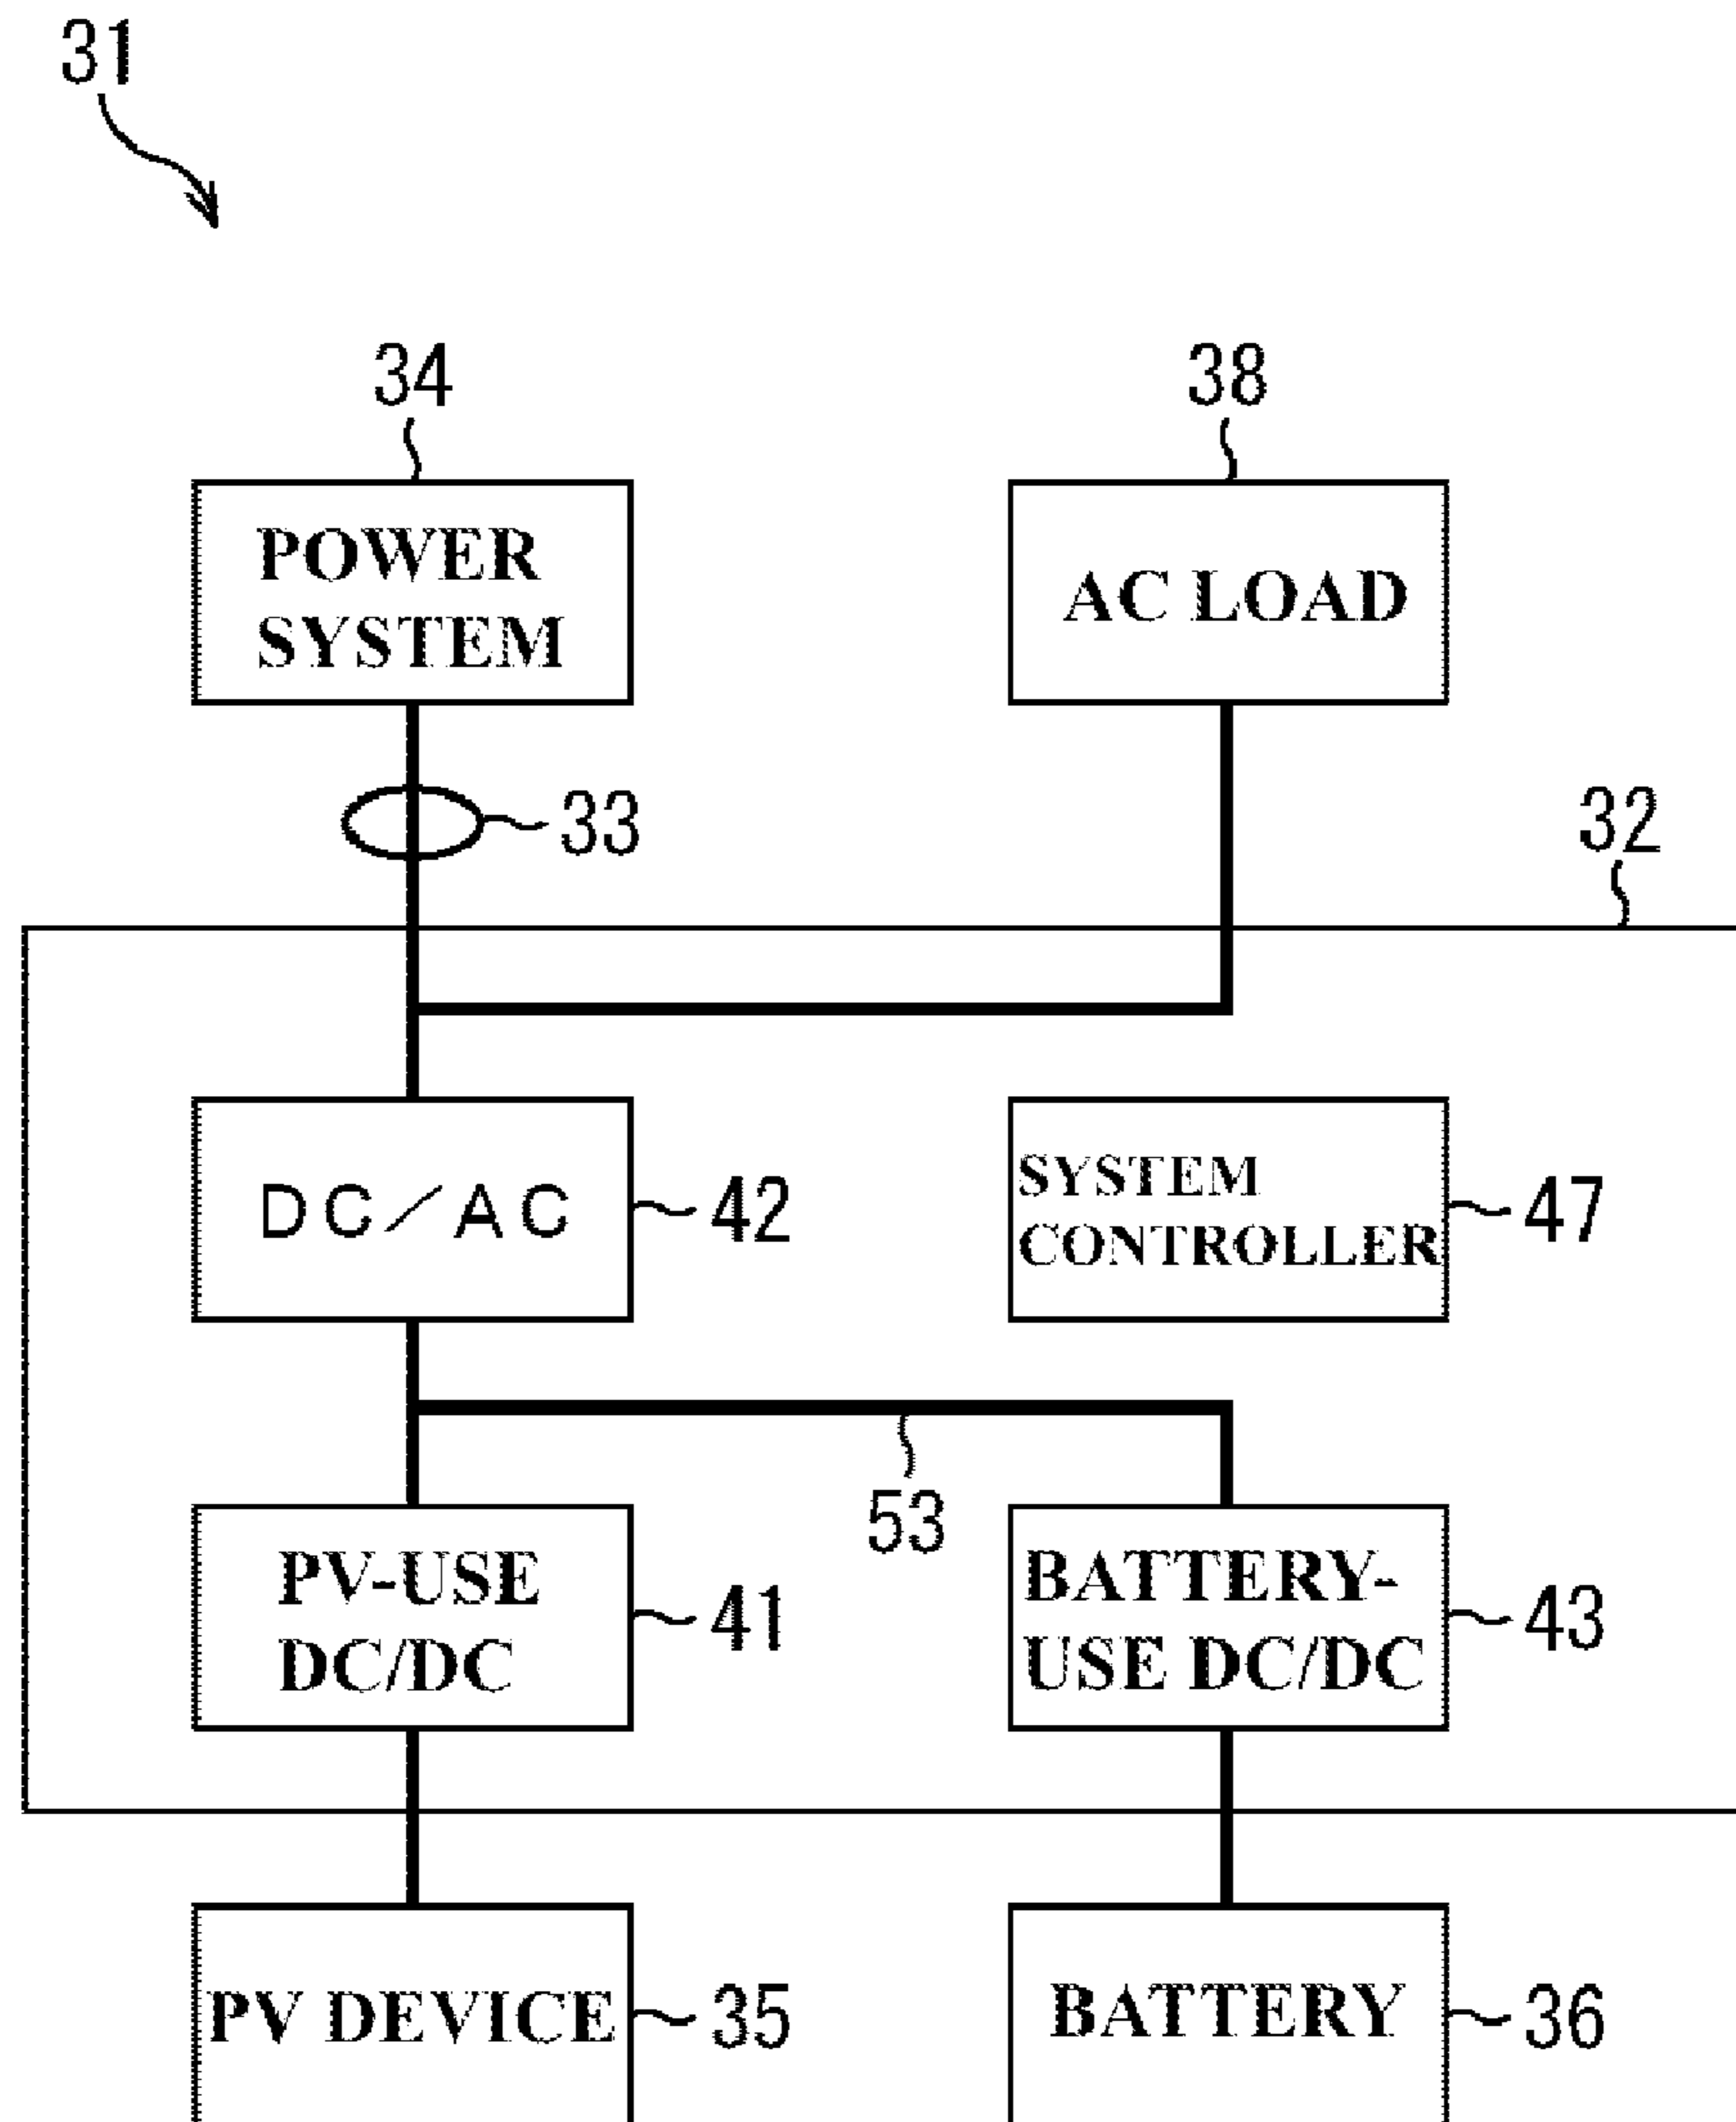 31
34
38
POWER
SYSTEM
AC LOAD
33
32
DC/AC
42
SYSTEM
CONTROLLER
47
53
PV-USE
DC/DC
41
BATTERY-
USE DC/DC
43
PV DEVICE
35
BATTERY
36